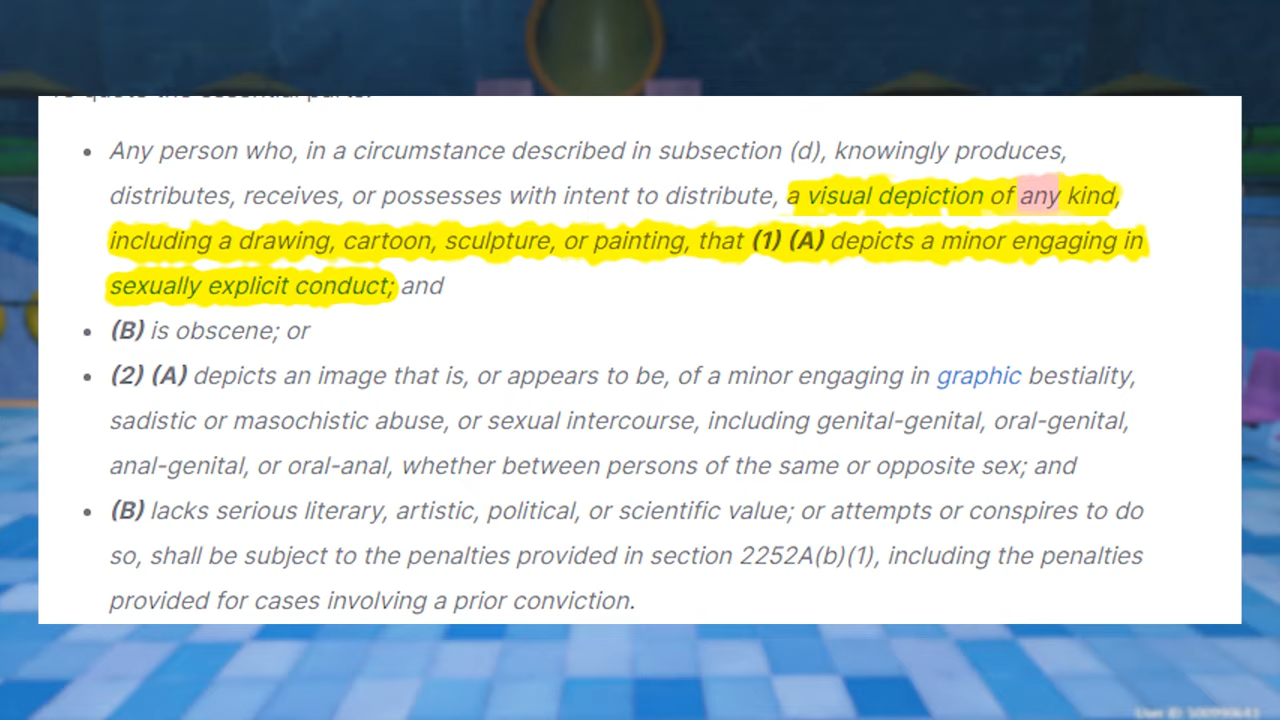 Any person who, in a circumstance described in subsection (d), knowingly produces,
distributes, receives, or possesses with intent to distribute, a visual depiction of any kind,
including a drawing, cartoon, sculpture, or painting, that (1) (A) depicts a minor engaging in
sexually explicit conduct; and
(B) is obscene; or
(2) (A) depicts an image that is, or appears to be, of a minor engaging in graphic bestiality,
sadistic or masochistic abuse, or sexual intercourse, including genital-genital, oral-genital,
anal-genital, or oral-anal, whether between persons of the same or opposite sex; and
(B) lacks serious literary, artistic, political, or scientific value; or attempts or conspires to do
so, shall be subject to the penalties provided in section 2252A(b)(1), including the penalties
provided for cases involving a prior conviction.
User ID: